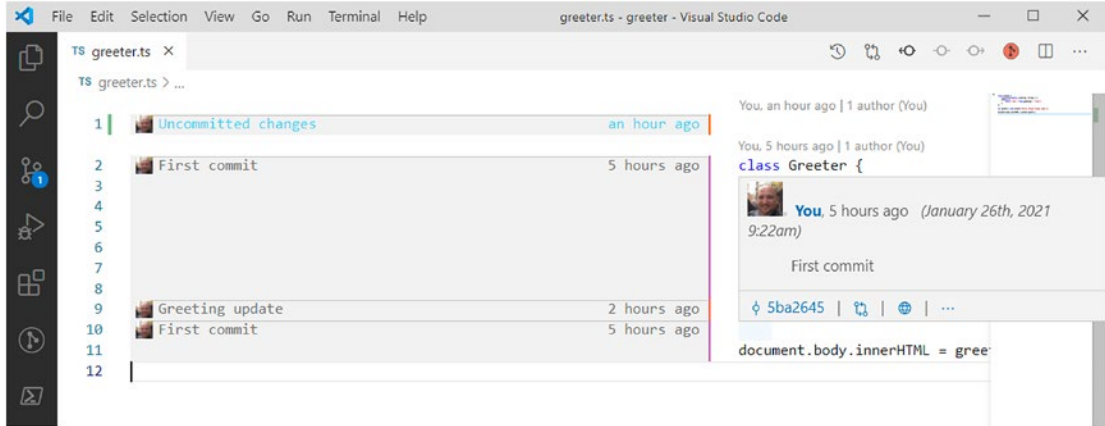 File Edit Selection View Go Run Terminal Help greeter.ts - greeter - Visual Studio Code
TS greeter.ts ×
TS greeter.ts > ...
You, an hour ago | 1 author (You)
1 Uncommitted changes an hour ago
You, 5 hours ago | 1 author (You)
2 First commit 5 hours ago class Greeter {
3
4
You, 5 hours ago (January 26th, 2021
5
9:22am)
6
7 First commit
8
9 Greeting update 2 hours ago 5ba2645 | | | ...
10 First commit 5 hours ago
11 document.body.innerHTML = gree
12
1